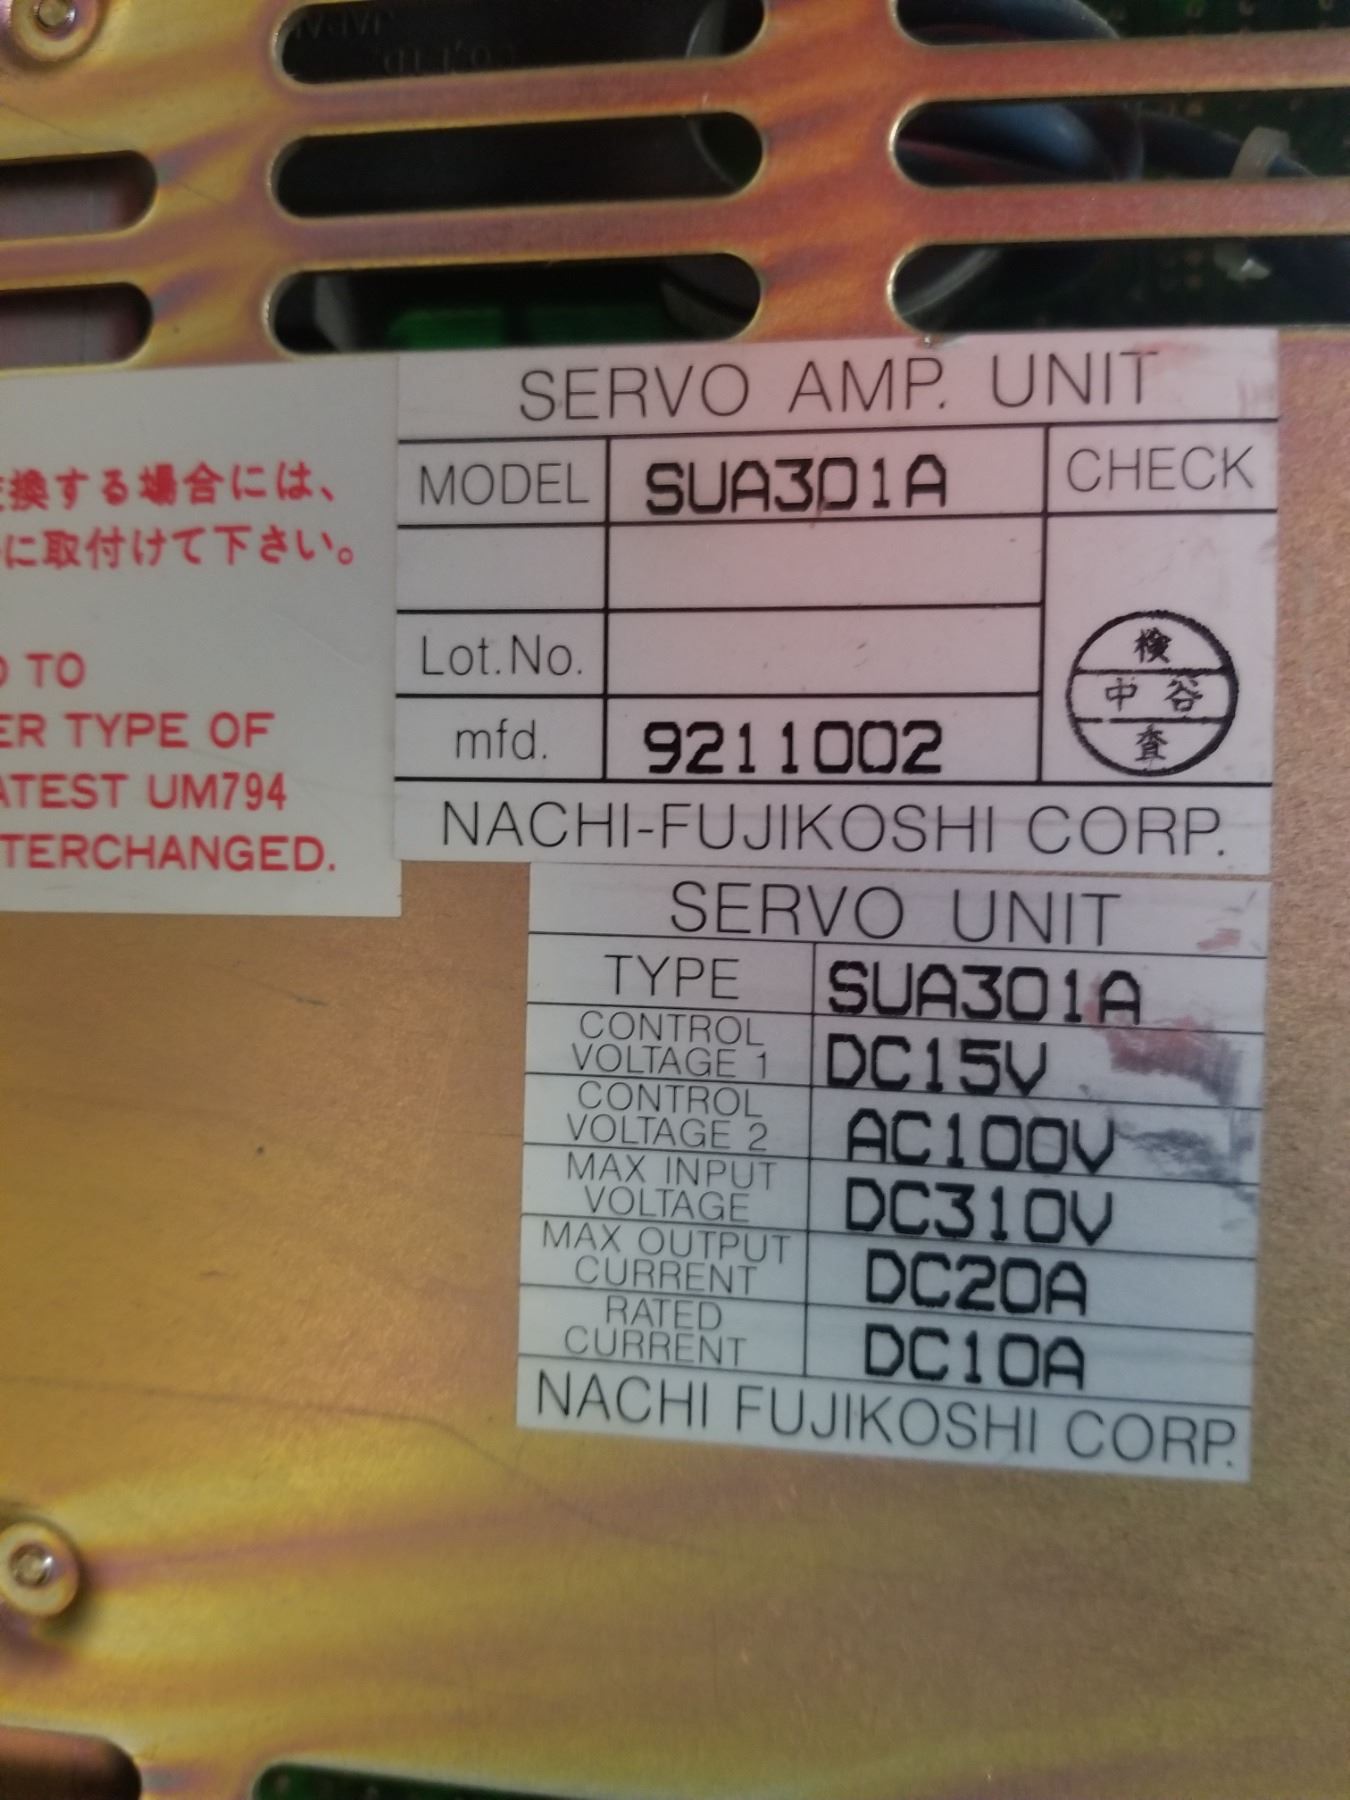 JAPAN
CO., LTD.
換する場合には、
に取付けて下さい。
TO
TYPE OF
UM794
SERVO AMP. UNIT
MODEL SUA301A CHECK
Lot.No.
mfd. 9211002
検
中谷
査
NACHI-FUJIKOSHI CORP.
SERVO UNIT
TYPE SUA301A
CONTROL
VOLTAGE 1 DC15V
CONTROL
VOLTAGE 2 AC100V
MAX INPUT
VOLTAGE DC310V
MAX OUTPUT
CURRENT DC20A
RATED
CURRENT DC10A
NACHI FUJIKOSHI CORP.